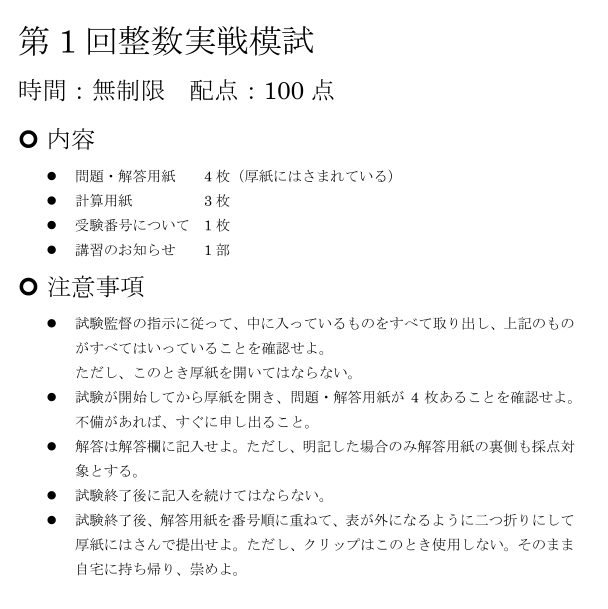 第 1 回整数実戦模試
時間：無制限　配点：100 点
内容
● 問題・解答用紙　4 枚（厚紙にはさまれている）
● 計算用紙　3 枚
● 受験番号について　1 枚
● 講習のお知らせ　1 部
注意事項
● 試験監督の指示に従って、中に入っているものをすべて取り出し、上記のもの
がすべてはいっていることを確認せよ。
ただし、このとき厚紙を開いてはならない。
● 試験が開始してから厚紙を開き、問題・解答用紙が 4 枚あることを確認せよ。
不備があれば、すぐに申し出ること。
● 解答は解答欄に記入せよ。ただし、明記した場合のみ解答用紙の裏側も採点対
象とする。
● 試験終了後に記入を続けてはならない。
● 試験終了後、解答用紙を番号順に重ねて、表が外になるように二つ折りにして
厚紙にはさんで提出せよ。ただし、クリップはこのとき使用しない。そのまま
自宅に持ち帰り、崇めよ。